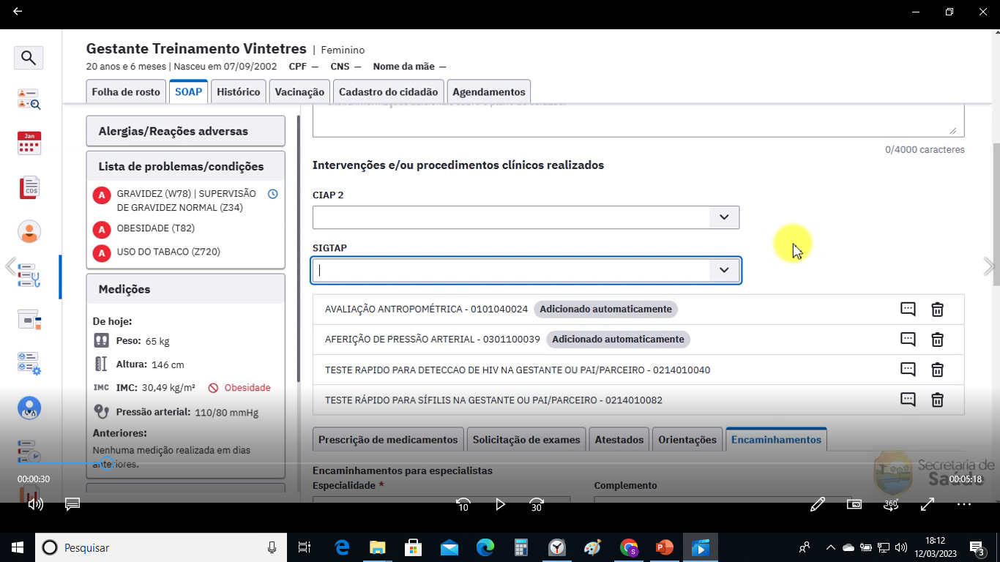 Gestante Treinamento Vintetres | Feminino
20 anos e 6 meses | Nasceu em 07/09/2002 CPF — CNS — Nome da mãe —
Folha de rosto SOAP Histórico Vacinação Cadastro do cidadão Agendamentos
Jan
CDS
Alergias/Reações adversas
Lista de problemas/condições
A GRAVIDEZ (W78) | SUPERVISÃO
DE GRAVIDEZ NORMAL (Z34)
A OBESIDADE (T82)
A USO DO TABACO (Z720)
Medições
De hoje:
Peso: 65 kg
Altura: 146 cm
IMC IMC: 30,49 kg/m² Obesidade
Pressão arterial: 110/80 mmHg
Anteriores:
Nenhuma medição realizada em dias
anteriores.
0/4000 caracteres
Intervenções e/ou procedimentos clínicos realizados
CIAP 2
SIGTAP
AVALIAÇÃO ANTROPOMÉTRICA - 0101040024 Adicionado automaticamente
AFERIÇÃO DE PRESSÃO ARTERIAL - 0301100039 Adicionado automaticamente
TESTE RAPIDO PARA DETECCAO DE HIV NA GESTANTE OU PAI/PARCEIRO - 0214010040
TESTE RÁPIDO PARA SÍFILIS NA GESTANTE OU PAI/PARCEIRO - 0214010082
Prescrição de medicamentos Solicitação de exames Atestados Orientações Encaminhamentos
Encaminhamentos para especialistas
Especialidade * Complemento
Secretaria de
Saúde
00:00:30 00:05:18
10 30 360°
Pesquisar
S
18:12
12/03/2023
3